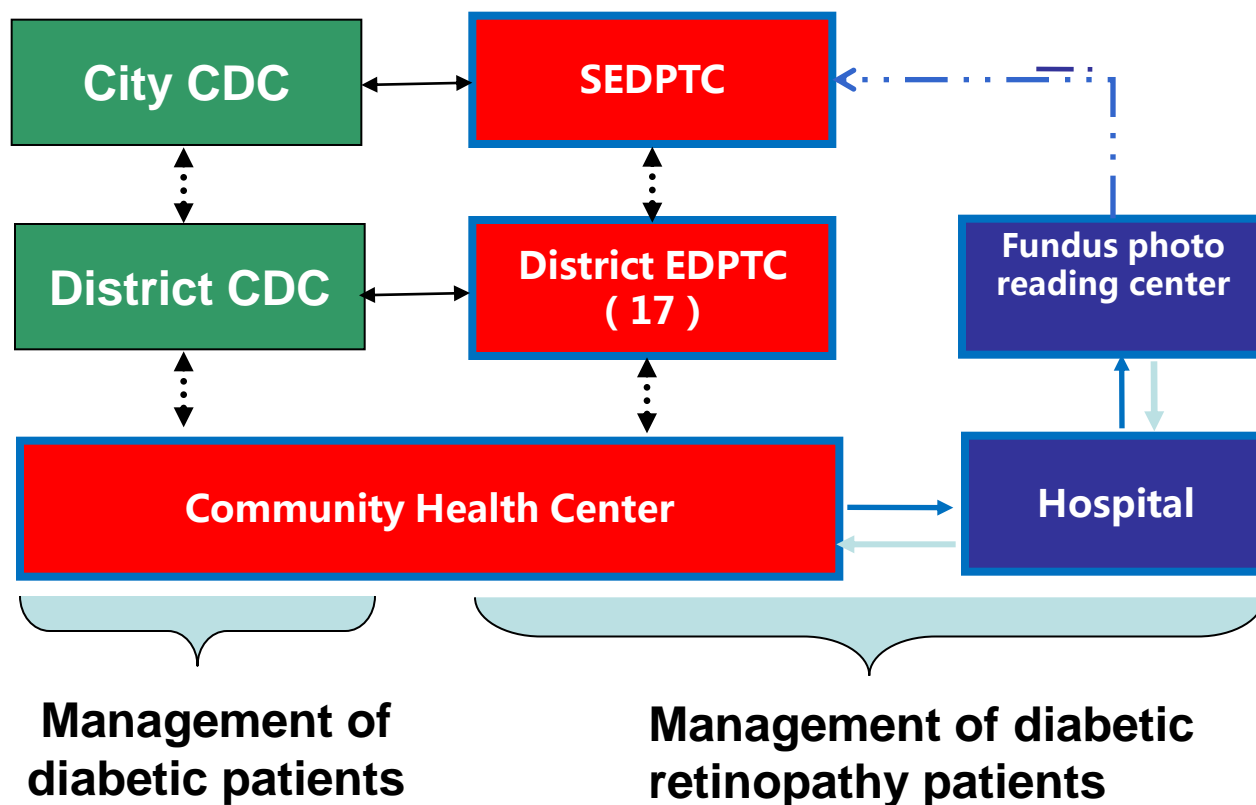 City CDC
SEDPTC
District CDC
District EDPTC
( 17 )
Fundus photo
reading center
Community Health Center
Hospital
Management of
diabetic patients
Management of diabetic
retinopathy patients